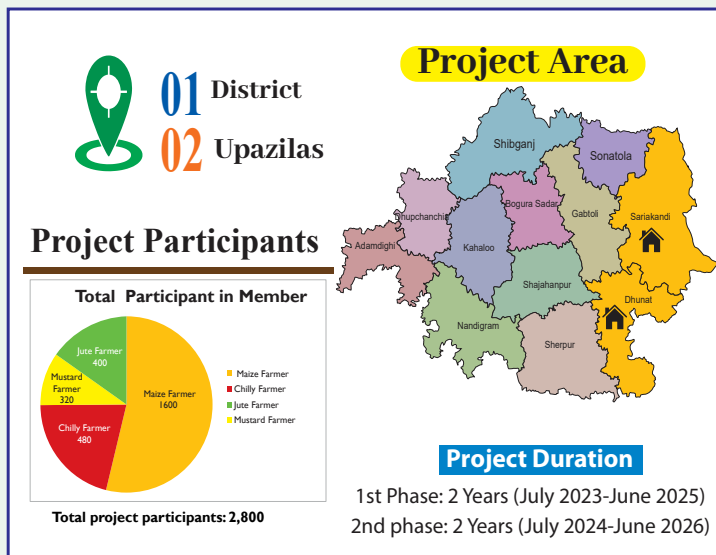 01 District
02 Upazilas
Project Area
Shibganj
Sonatola
Dhupchanchia
Bogura Sadar
Gabtoli
Sariakandi
Adamdighi
Kahaloo
Shajahanpur
Dhunat
Nandigram
Sherpur
Project Participants
Total Participant in Member
Jute Farmer
400
Mustard
Farmer
320
Maize Farmer
1600
Chilly Farmer
480
Maize Farmer
Chilly Farmer
Jute Farmer
Mustard Farmer
Total project participants: 2,800
Project Duration
1st Phase: 2 Years (July 2023-June 2025)
2nd phase: 2 Years (July 2024-June 2026)